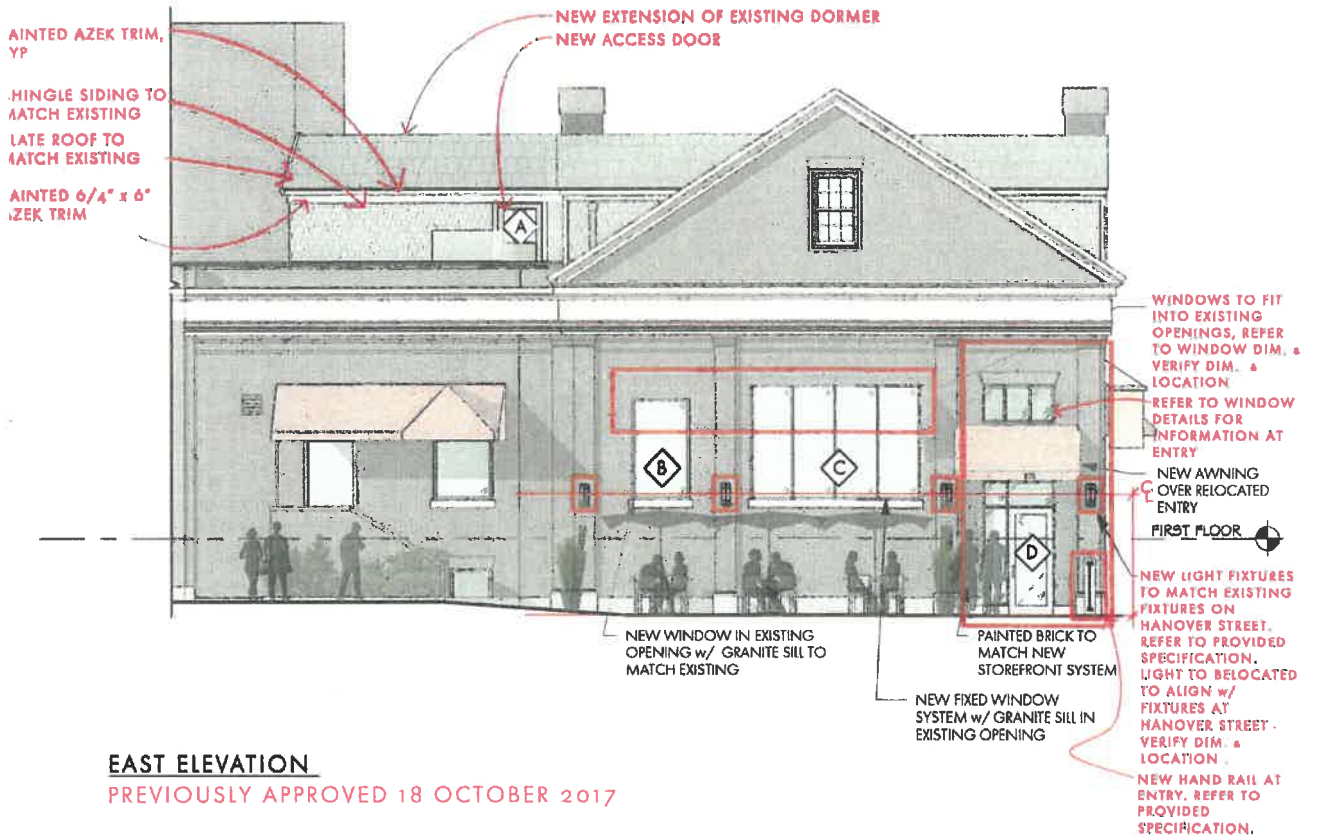 NEW EXTENSION OF EXISTING DORMER
NEW ACCESS DOOR
AINTED AZEK TRIM,
YP
HINGLE SIDING TO
MATCH EXISTING
LATE ROOF TO
MATCH EXISTING
AINTED 6/4" x 6"
ZEK TRIM
A
B
C
D
WINDOWS TO FIT
INTO EXISTING
OPENINGS, REFER
TO WINDOW DIM. &
VERIFY DIM. &
LOCATION
REFER TO WINDOW
DETAILS FOR
INFORMATION AT
ENTRY
NEW AWNING
OVER RELOCATED
ENTRY
FIRST FLOOR
NEW LIGHT FIXTURES
TO MATCH EXISTING
FIXTURES ON
HANOVER STREET.
REFER TO PROVIDED
SPECIFICATION.
LIGHT TO BELOCATED
TO ALIGN w/
FIXTURES AT
HANOVER STREET -
VERIFY DIM. &
LOCATION
NEW HAND RAIL AT
ENTRY. REFER TO
PROVIDED
SPECIFICATION.
NEW WINDOW IN EXISTING
OPENING w/ GRANITE SILL TO
MATCH EXISTING
PAINTED BRICK TO
MATCH NEW
STOREFRONT SYSTEM
NEW FIXED WINDOW
SYSTEM w/ GRANITE SILL IN
EXISTING OPENING
EAST ELEVATION
PREVIOUSLY APPROVED 18 OCTOBER 2017